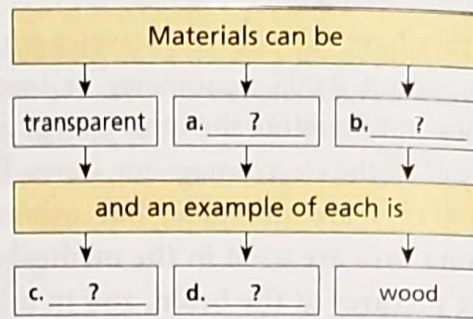 Materials can be
transparent a. ? b. ?
and an example of each is
c. ? d. ? wood